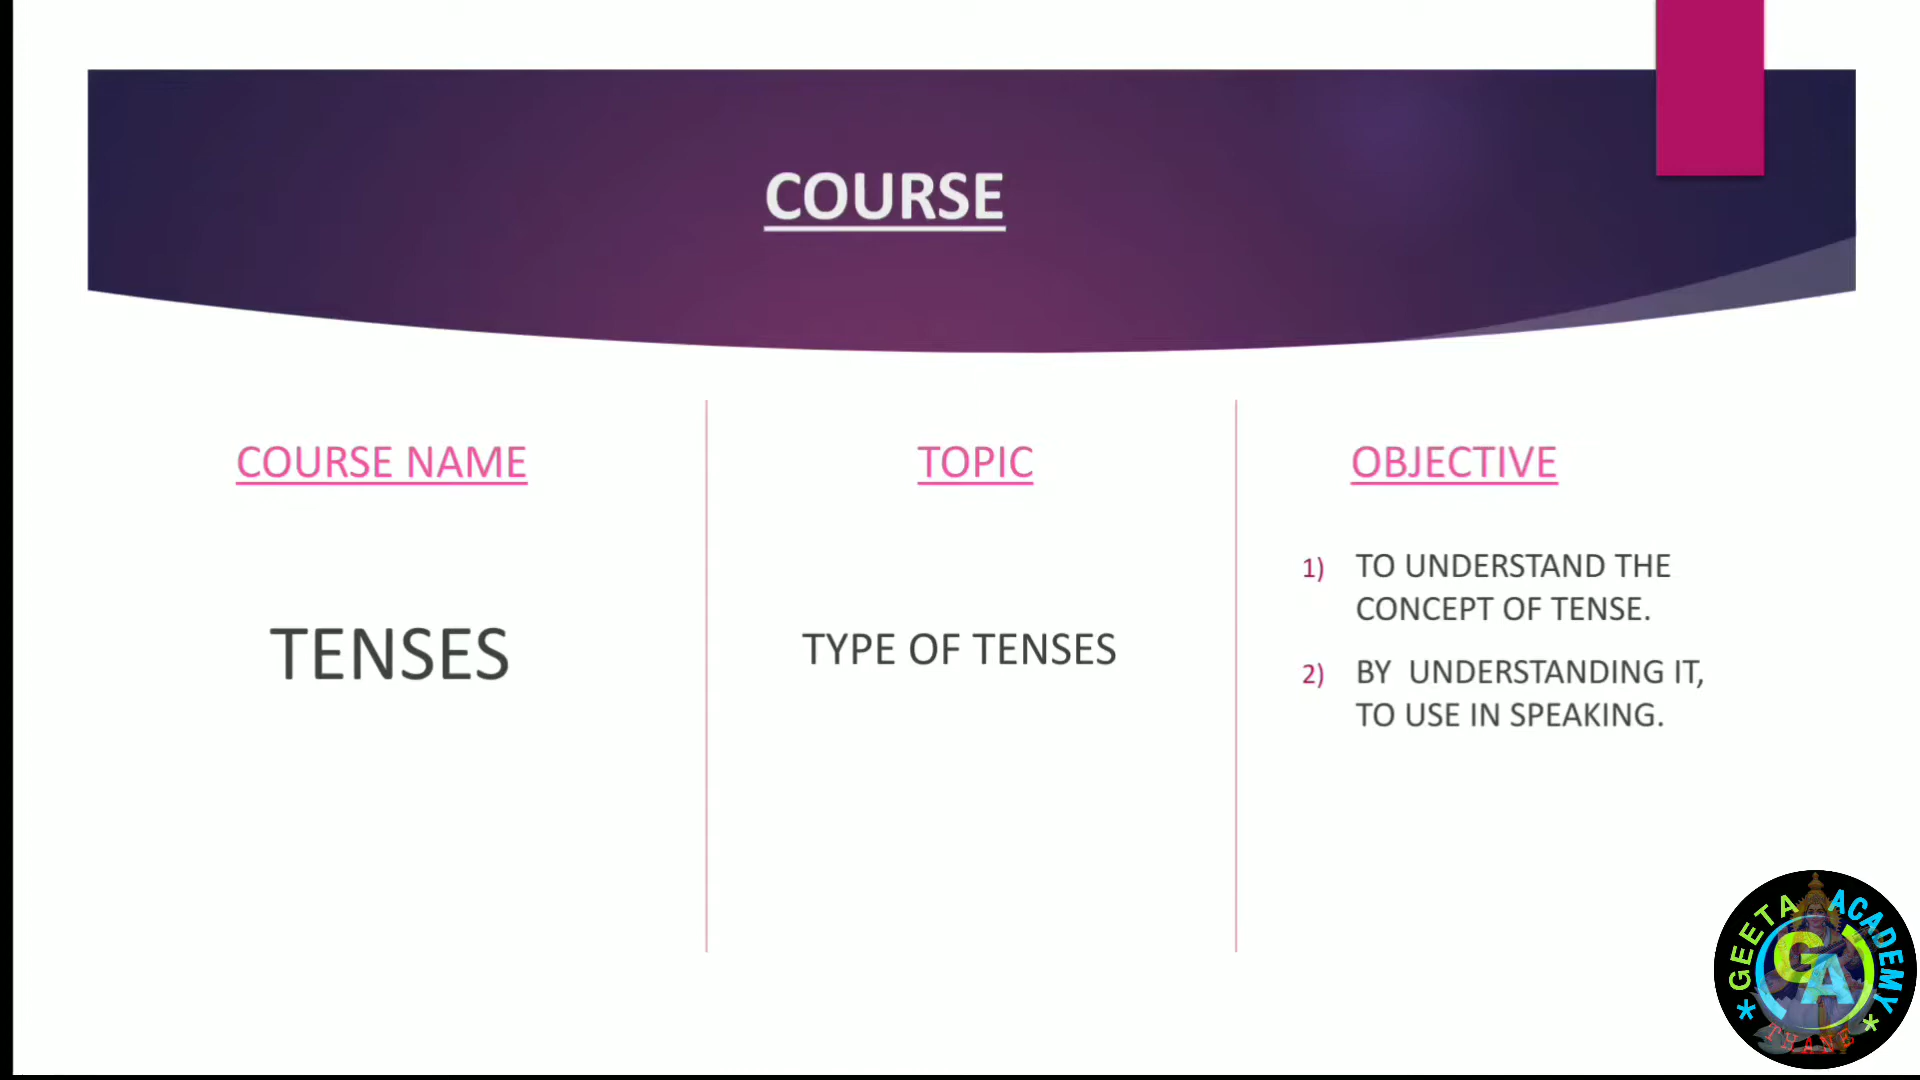 COURSE
COURSE NAME
TENSES
TOPIC
TYPE OF TENSES
OBJECTIVE
1) TO UNDERSTAND THE
CONCEPT OF TENSE.
2) BY UNDERSTANDING IT,
TO USE IN SPEAKING.
GEETA ACADEMY
GA
THANE